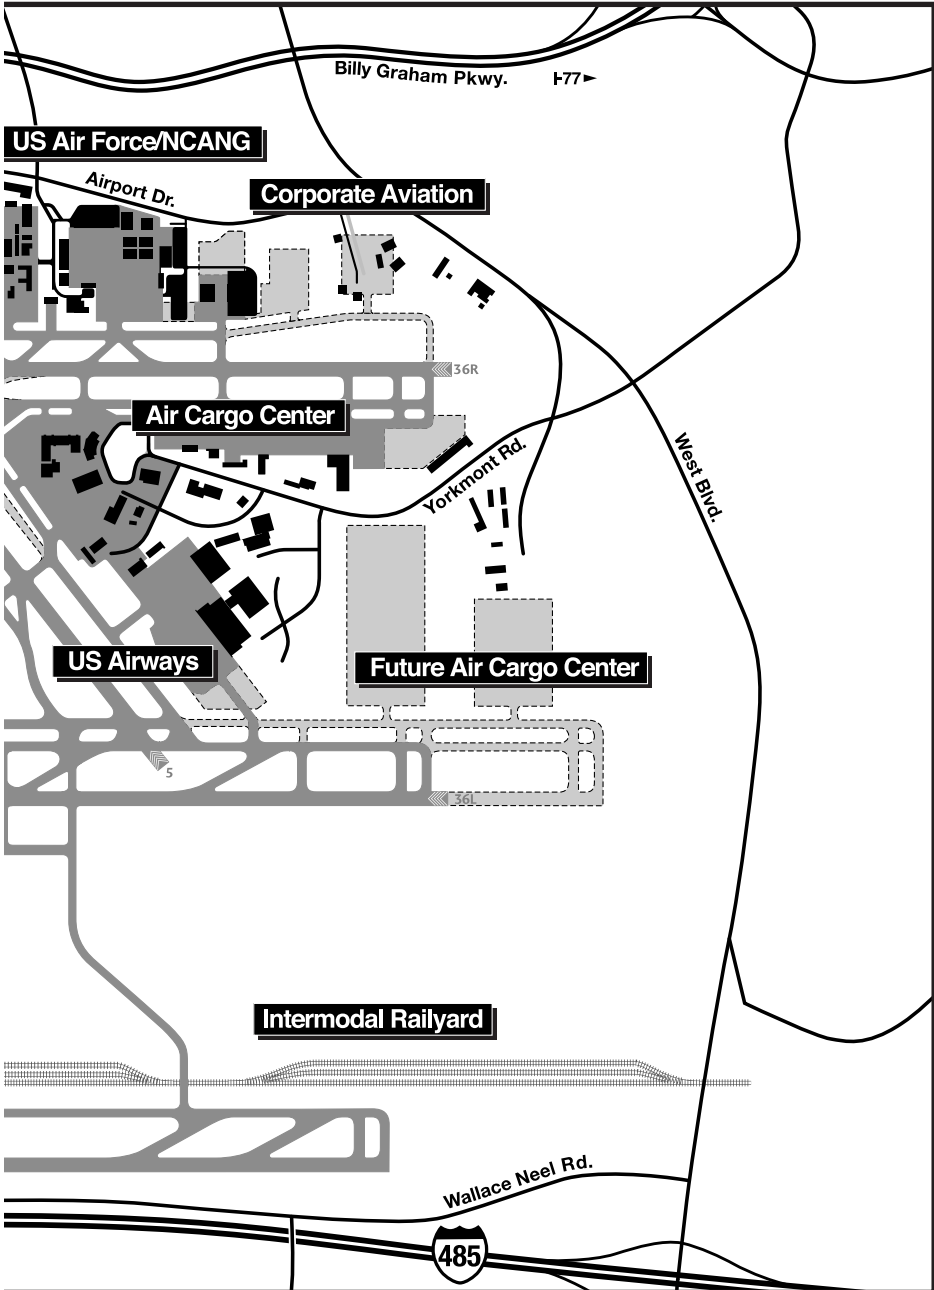 Billy Graham Pkwy.
I-77
US Air Force/NCANG
Airport Dr.
Corporate Aviation
36R
Air Cargo Center
Yorkmont Rd.
West Blvd.
US Airways
Future Air Cargo Center
5
36L
Intermodal Railyard
Wallace Neel Rd.
485